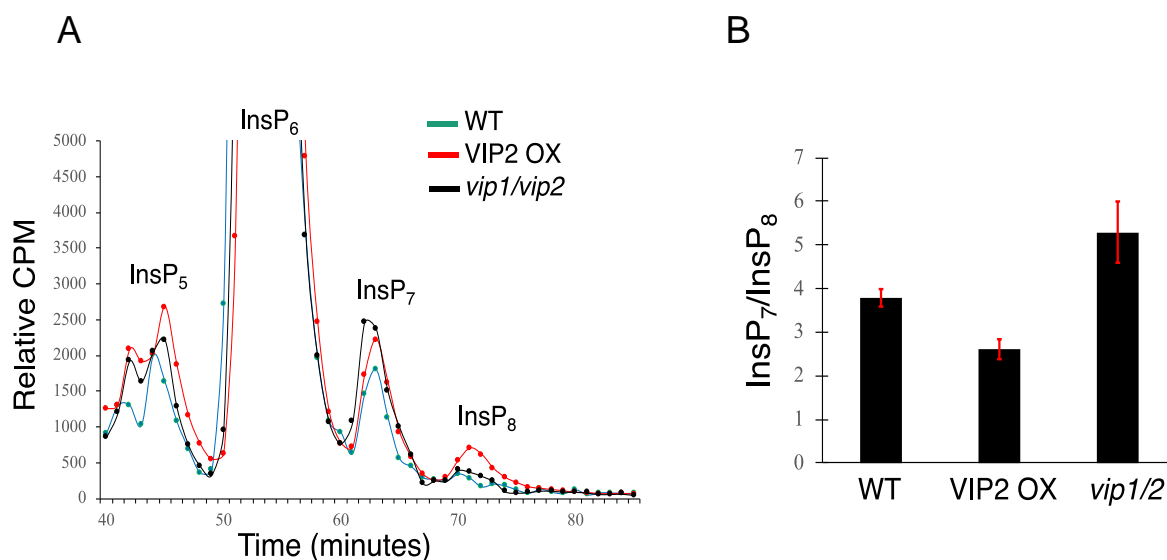 A
B
InsP6
WT
VIP2 OX
vip1/vip2
5000
4500
4000
3500
3000
2500
2000
1500
1000
500
0
Relative CPM
InsP5
InsP7
InsP8
40
50
60
70
80
Time (minutes)
InsP7/InsP8
8
7
6
5
4
3
2
1
0
WT
VIP2 OX
vip1/2